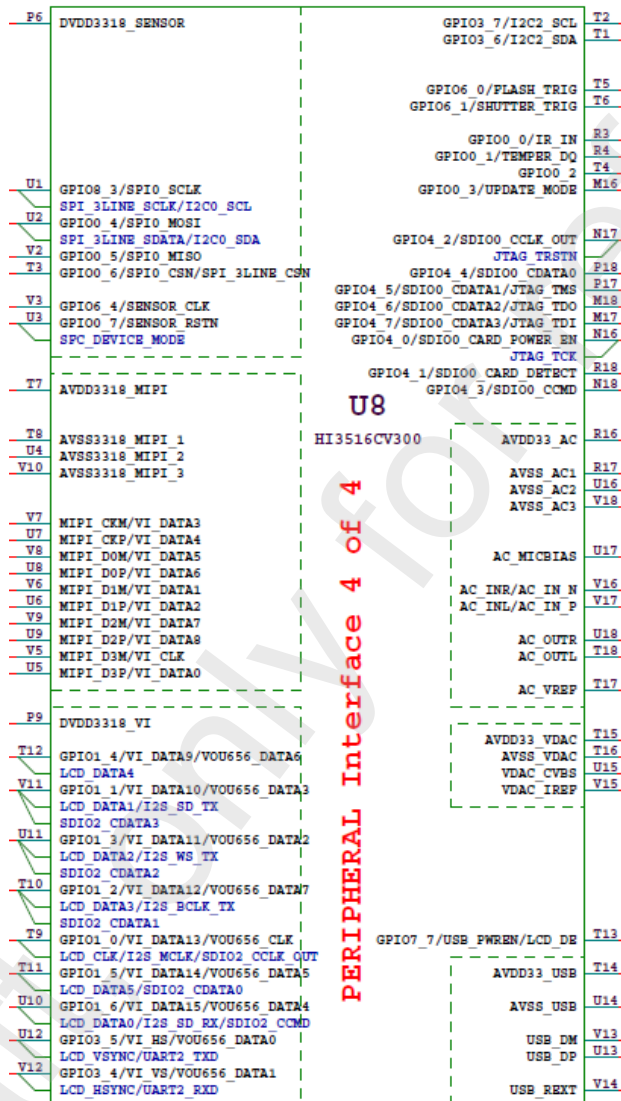 P6 DVDD3318_SENSOR
GPIO3_7/I2C2_SCL T2
GPIO3_6/I2C2_SDA T1
GPIO6_0/FLASH_TRIG T5
GPIO6_1/SHUTTER_TRIG T6
GPIO0_0/IR_IN R3
GPIO0_1/TEMPER_DQ R4
GPIO0_2 T4
GPIO0_3/UPDATE_MODE M16
U1 GPIO8_3/SPI0_SCLK
SPI_3LINE_SCLK/I2C0_SCL
U2 GPIO0_4/SPI0_MOSI
SPI_3LINE_SDATA/I2C0_SDA
V2 GPIO0_5/SPI0_MISO
T3 GPIO0_6/SPI0_CSN/SPI_3LINE_CSN
V3 GPIO6_4/SENSOR_CLK
U3 GPIO0_7/SENSOR_RSTN
SPC_DEVICE_MODE
GPIO4_2/SDIO0_CCLK_OUT N17
JTAG_TRSTN
GPIO4_4/SDIO0_CDATA0 P18
GPIO4_5/SDIO0_CDATA1/JTAG_TMS P17
GPIO4_6/SDIO0_CDATA2/JTAG_TDO M18
GPIO4_7/SDIO0_CDATA3/JTAG_TDI M17
GPIO4_0/SDIO0_CARD_POWER_EN N16
JTAG_TCK
GPIO4_1/SDIO0_CARD_DETECT R18
GPIO4_3/SDIO0_CCMD N18
T7 AVDD3318_MIPI
U8
HI3516CV300
T8 AVSS3318_MIPI_1
U4 AVSS3318_MIPI_2
V10 AVSS3318_MIPI_3
AVDD33_AC R16
AVSS_AC1 R17
AVSS_AC2 U16
AVSS_AC3 V18
V7 MIPI_CKM/VI_DATA3
U7 MIPI_CKP/VI_DATA4
V8 MIPI_D0M/VI_DATA5
U8 MIPI_D0P/VI_DATA6
V6 MIPI_D1M/VI_DATA1
U6 MIPI_D1P/VI_DATA2
V9 MIPI_D2M/VI_DATA7
U9 MIPI_D2P/VI_DATA8
V5 MIPI_D3M/VI_CLK
U5 MIPI_D3P/VI_DATA0
AC_MICBIAS U17
AC_INR/AC_IN_N V16
AC_INL/AC_IN_P V17
AC_OUTR U18
AC_OUTL T18
AC_VREF T17
PERIPHERAL Interface 4 of 4
P9 DVDD3318_VI
AVDD33_VDAC T15
AVSS_VDAC T16
VDAC_CVBS U15
VDAC_IREF V15
T12 GPIO1_4/VI_DATA9/VOU656_DATA6
LCD_DATA4
V11 GPIO1_1/VI_DATA10/VOU656_DATA3
LCD_DATA1/I2S_SD_TX
SDIO2_CDATA3
U11 GPIO1_3/VI_DATA11/VOU656_DATA2
LCD_DATA2/I2S_WS_TX
SDIO2_CDATA2
T10 GPIO1_2/VI_DATA12/VOU656_DATA7
LCD_DATA3/I2S_BCLK_TX
SDIO2_CDATA1
T9 GPIO1_0/VI_DATA13/VOU656_CLK
LCD_CLK/I2S_MCLK/SDIO2_CCLK_OUT
T11 GPIO1_5/VI_DATA14/VOU656_DATA5
LCD_DATA5/SDIO2_CDATA0
U10 GPIO1_6/VI_DATA15/VOU656_DATA4
LCD_DATA0/I2S_SD_RX/SDIO2_CCMD
U12 GPIO3_5/VI_HS/VOU656_DATA0
LCD_VSYNC/UART2_TXD
V12 GPIO3_4/VI_VS/VOU656_DATA1
LCD_HSYNC/UART2_RXD
GPIO7_7/USB_PWREN/LCD_DE T13
AVDD33_USB T14
AVSS_USB U14
USB_DM V13
USB_DP U13
USB_REXT V14
only for